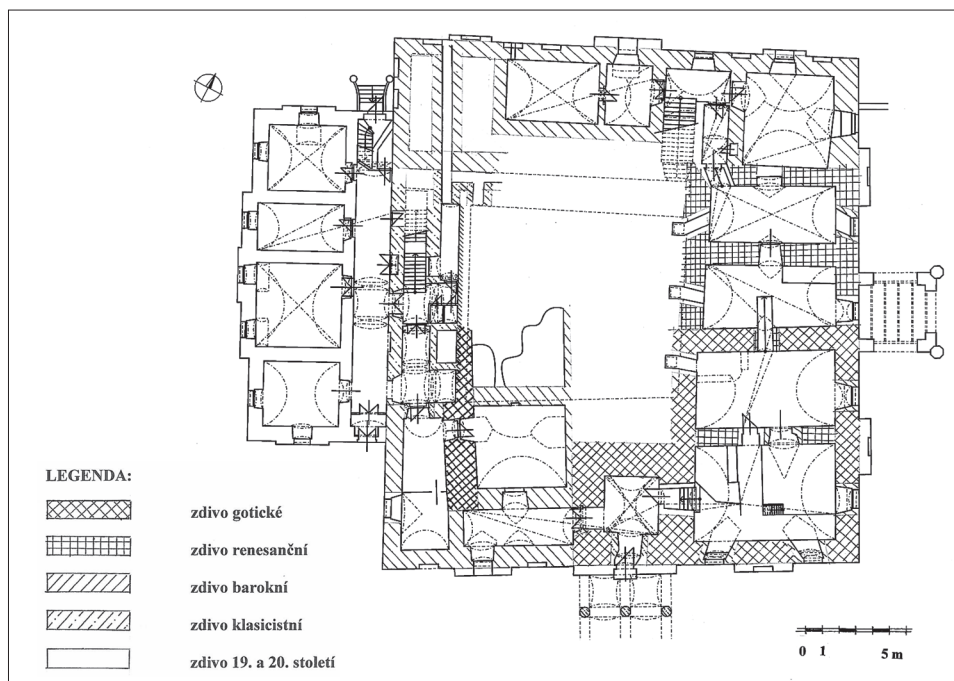 LEGENDA:
zdivo gotické
zdivo renesanční
zdivo barokní
zdivo klasicistní
zdivo 19. a 20. století
0 1 5 m